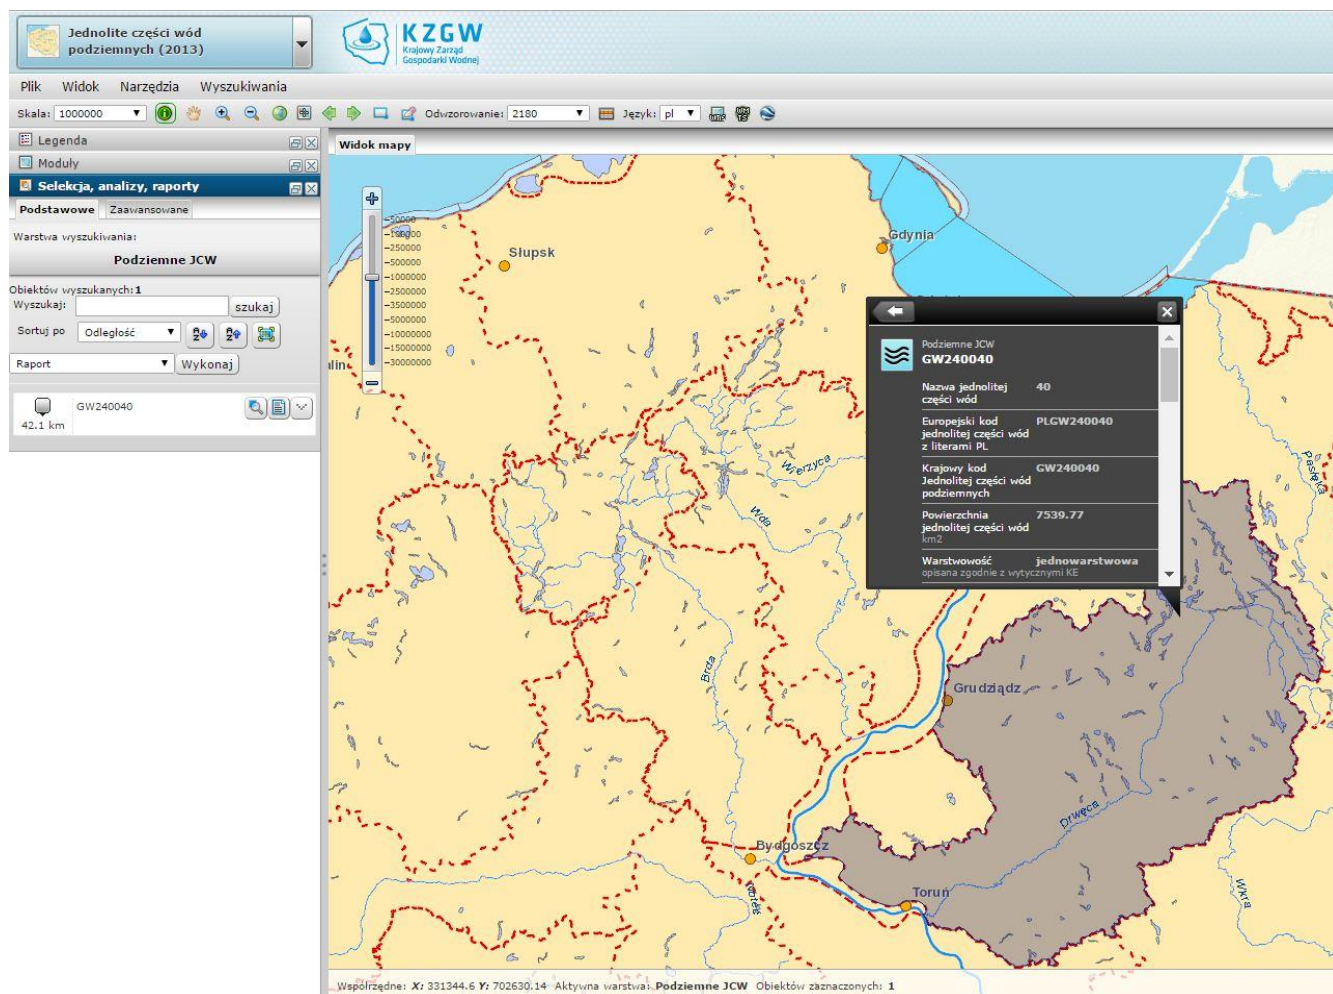 Jednolite części wód
podziemnych (2013)
KZGW
Krajowy Zarząd
Gospodarki Wodnej
Plik Widok Narzędzia Wyszukiwania
Skala: 1000000 Odwzorowanie: 2180 Język: pl
Legenda
Moduły
Selekcja, analizy, raporty
Podstawowe Zaawansowane
Warstwa wyszukiwania:
Podziemne JCW
Obiektów wyszukanych:1
Wyszukaj: szukaj
Sortuj po Odległość
Raport Wykonaj
GW240040
42.1 km
Widok mapy
-50000
-100000
-250000
-500000
-1000000
-2000000
-3500000
-5000000
-10000000
-15000000
-30000000
Słupsk
Gdynia
lin
Podziemne JCW
GW240040
Nazwa jednolitej 40
części wód
Europejski kod PLGW240040
jednolitej części wód
z literami PL
Krajowy kod GW240040
Jednolitej części wód
podziemnych
Powierzchnia 7539.77
jednolitej części wód
km2
Warstwowość jednowarstwowa
opisana zgodnie z wytycznymi KE
Wierzyca
Wda
Pasłęka
Brda
Grudziądz
Drwęca
Bydgoszcz
Noteć
Toruń
Wkra
Współrzędne: X: 331344.6 Y: 702630.14 Aktywna warstwa: Podziemne JCW Obiektów zaznaczonych: 1